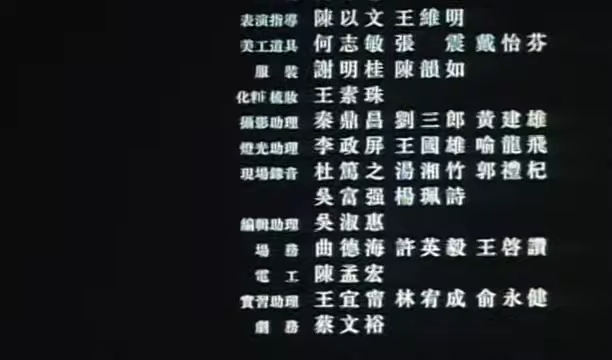 表演指導 陳以文 王維明
美工道具 何志敏 張 震 戴怡芬
服 裝 謝明桂 陳韻如
化粧梳妝 王素珠
攝影助理 秦鼎昌 劉三郎 黃建雄
燈光助理 李政屏 王國雄 喻龍飛
現場錄音 杜篤之 湯湘竹 郭禮杞
吳富强 楊珮詩
編輯助理 吳淑惠
場 務 曲德海 許英毅 王啓讚
電 工 陳孟宏
實習助理 王宜甯 林宥成 俞永健
劇 務 蔡文裕